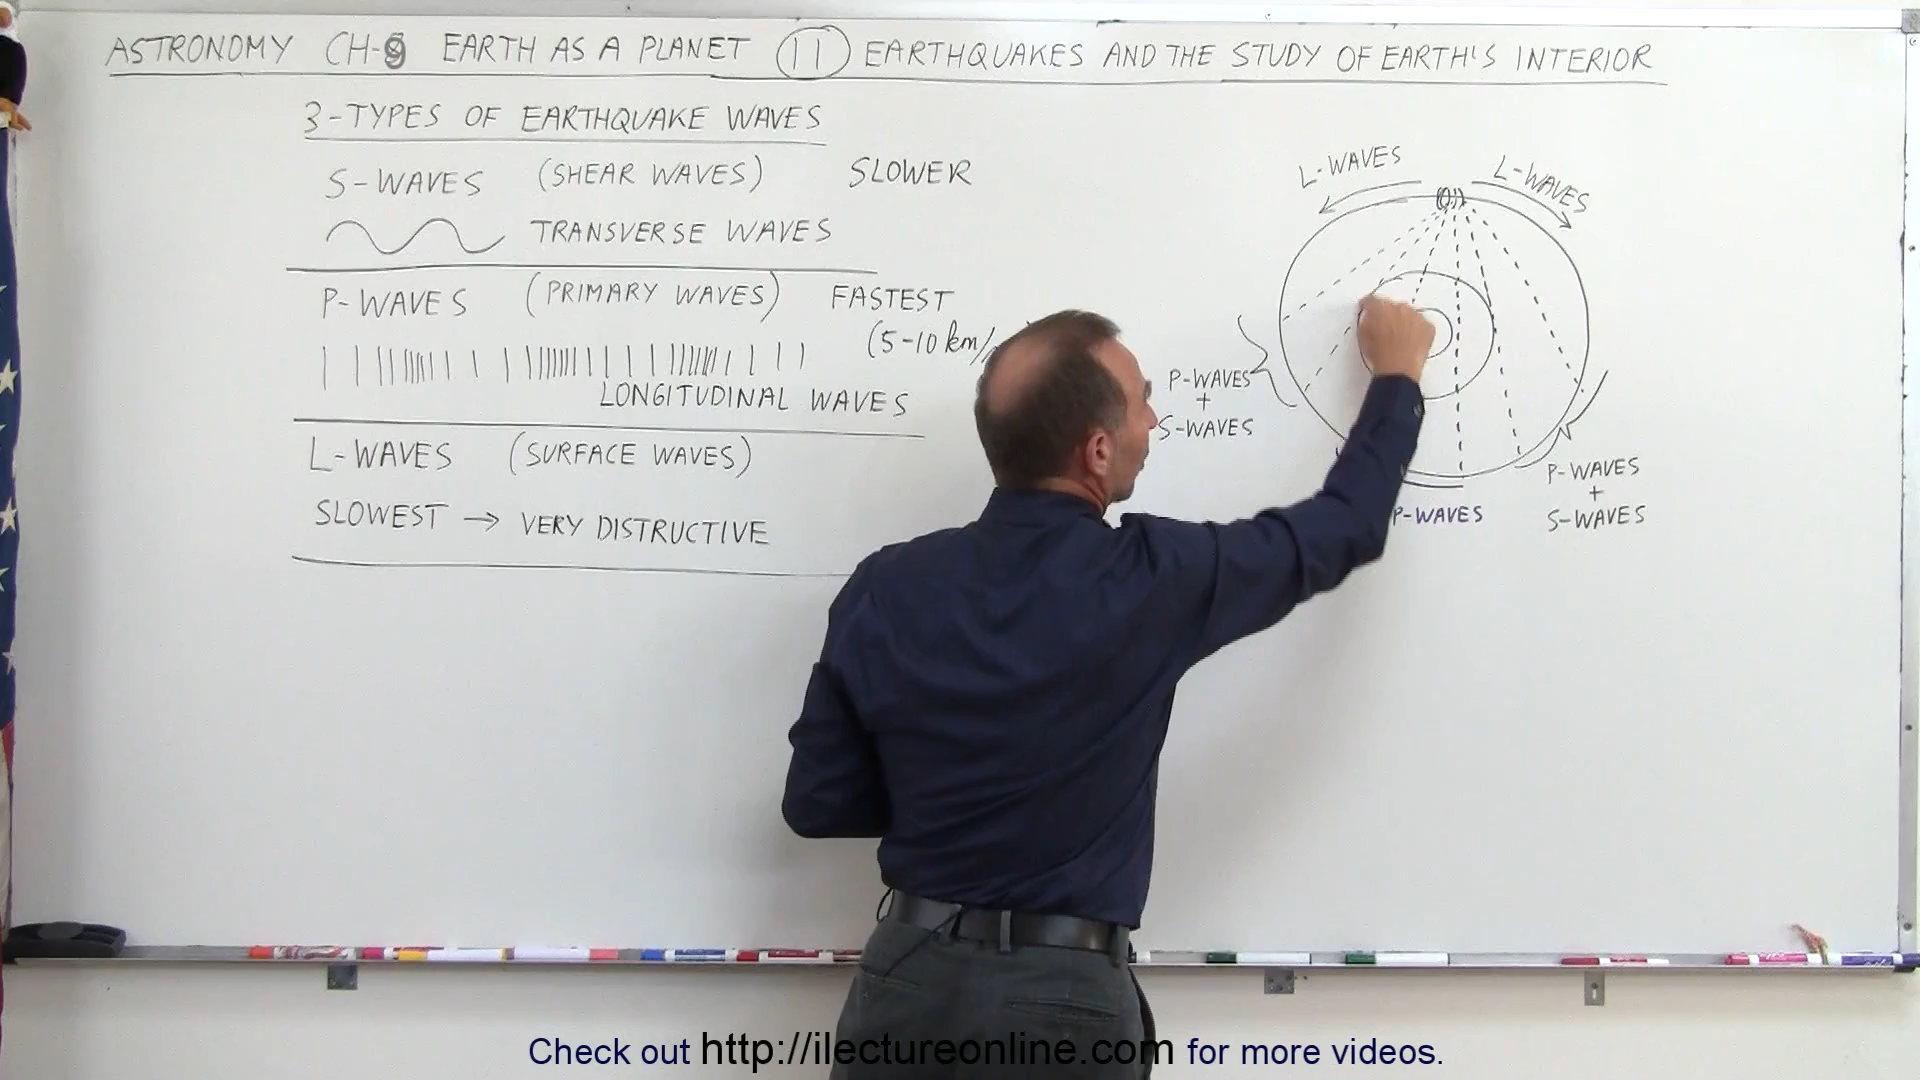 ASTRONOMY CH-9 EARTH AS A PLANET 11 EARTHQUAKES AND THE STUDY OF EARTH'S INTERIOR
3-TYPES OF EARTHQUAKE WAVES
S-WAVES (SHEAR WAVES) SLOWER
TRANSVERSE WAVES
P-WAVES (PRIMARY WAVES) FASTEST
(5-10 km/
LONGITUDINAL WAVES
L-WAVES (SURFACE WAVES)
SLOWEST → VERY DISTRUCTIVE
L-WAVES
L-WAVES
P-WAVES
+
S-WAVES
P-WAVES
P-WAVES
+
S-WAVES
Check out http://ilectureonline.com for more videos.